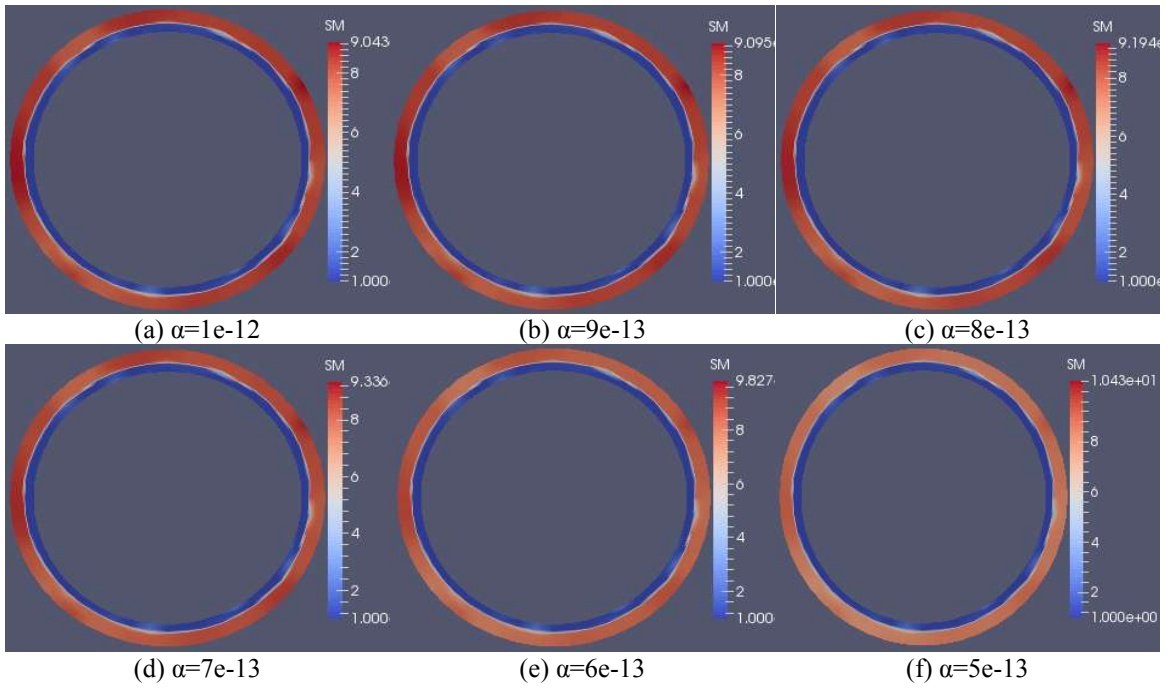 SM
9.043
8
6
4
2
1.000
(a) α=1e-12
SM
9.095e
8
6
4
2
1.000
(b) α=9e-13
SM
9.194e
8
6
4
2
1.000e
(c) α=8e-13
SM
9.336
8
6
4
2
1.000
(d) α=7e-13
SM
9.827
8
6
4
2
1.000
(e) α=6e-13
SM
1.043e+01
8
6
4
2
1.000e+00
(f) α=5e-13